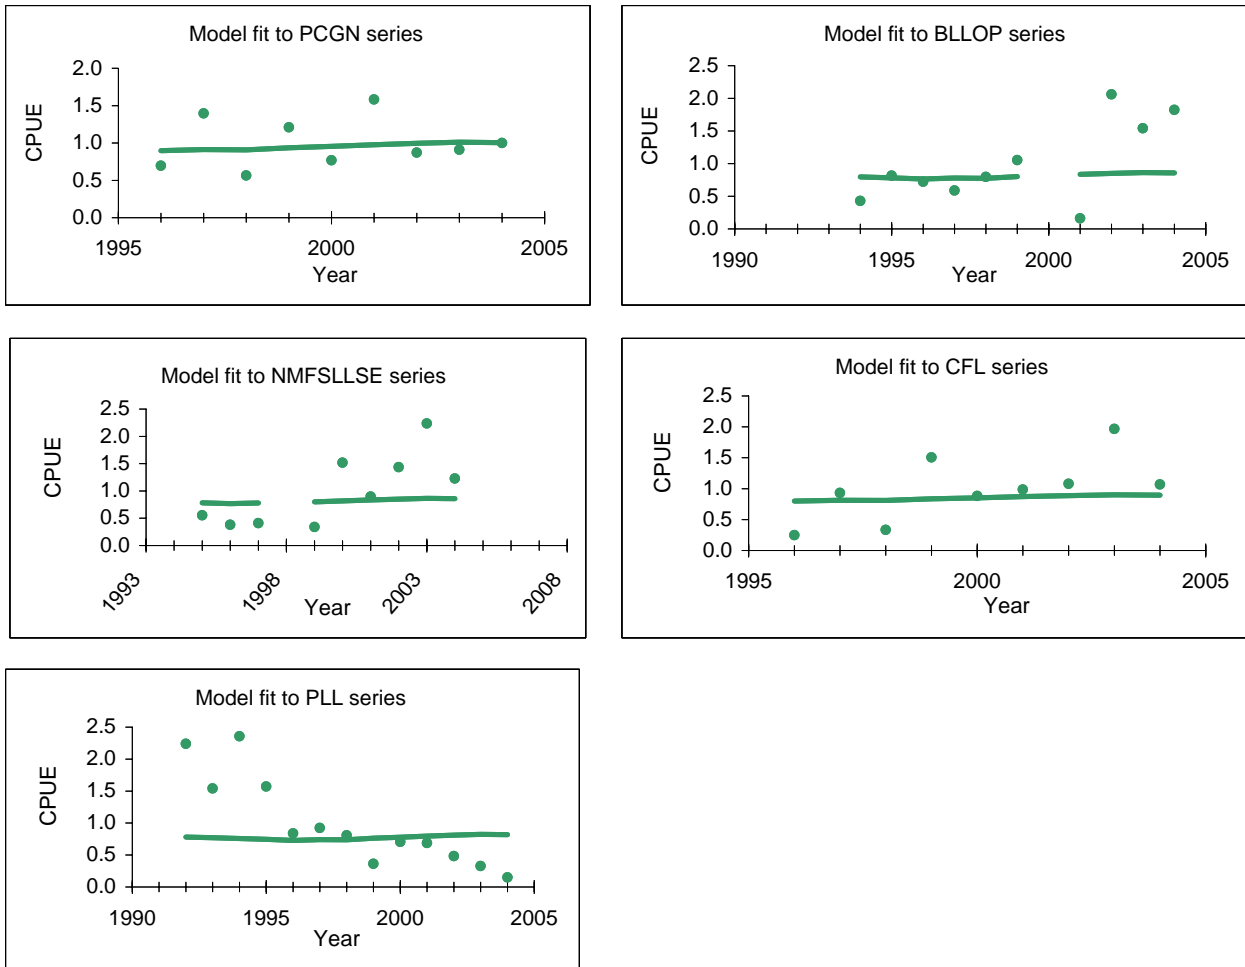 Model fit to PCGN series
CPUE
2.0
1.5
1.0
0.5
0.0
1995 2000 2005
Year
Model fit to BLLOP series
CPUE
2.5
2.0
1.5
1.0
0.5
0.0
1990 1995 2000 2005
Year
Model fit to NMFSLLSE series
CPUE
2.5
2.0
1.5
1.0
0.5
0.0
1993 1998 2003 2008
Year
Model fit to CFL series
CPUE
2.5
2.0
1.5
1.0
0.5
0.0
1995 2000 2005
Year
Model fit to PLL series
CPUE
2.5
2.0
1.5
1.0
0.5
0.0
1990 1995 2000 2005
Year